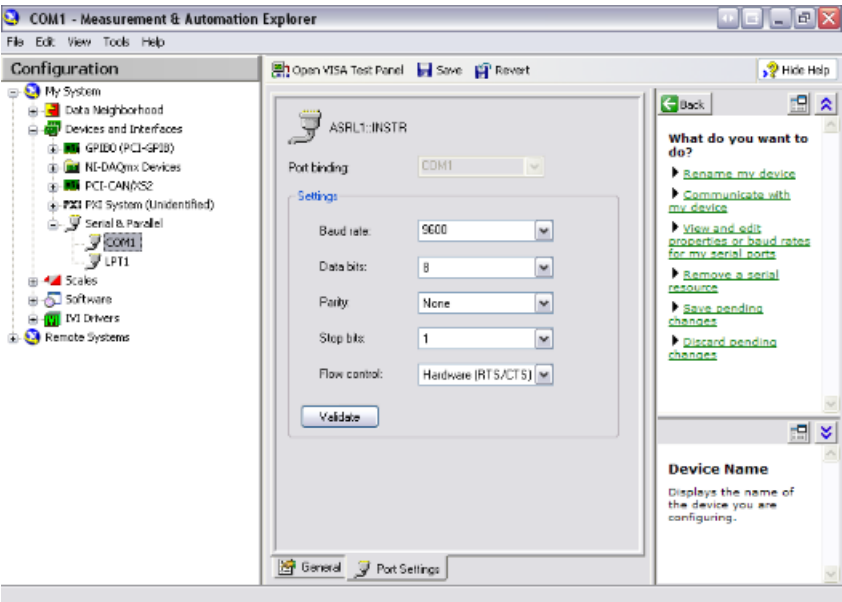 COM1 - Measurement & Automation Explorer
File Edit View Tools Help
Configuration
My System
Data Neighborhood
Devices and Interfaces
GPIB0 (PCI-GPIB)
NI-DAQmx Devices
PCI-CAN/XS2
PXI PXI System (Unidentified)
Serial & Parallel
COM1
LPT1
Scales
Software
IVI Drivers
Remote Systems
Open VISA Test Panel Save Revert
Hide Help
ASRL1::INSTR
Port binding: COM1
Settings
Baud rate: 9600
Data bits: 8
Parity None
Stop bits: 1
Flow control: Hardware (RTS/CTS)
Validate
General Port Settings
Back
What do you want to
do?
Rename my device
Communicate with
my device
View and edit
properties or baud rates
for my serial ports
Remove a serial
resource
Save pending
changes
Discard pending
changes
Device Name
Displays the name of
the device you are
configuring.